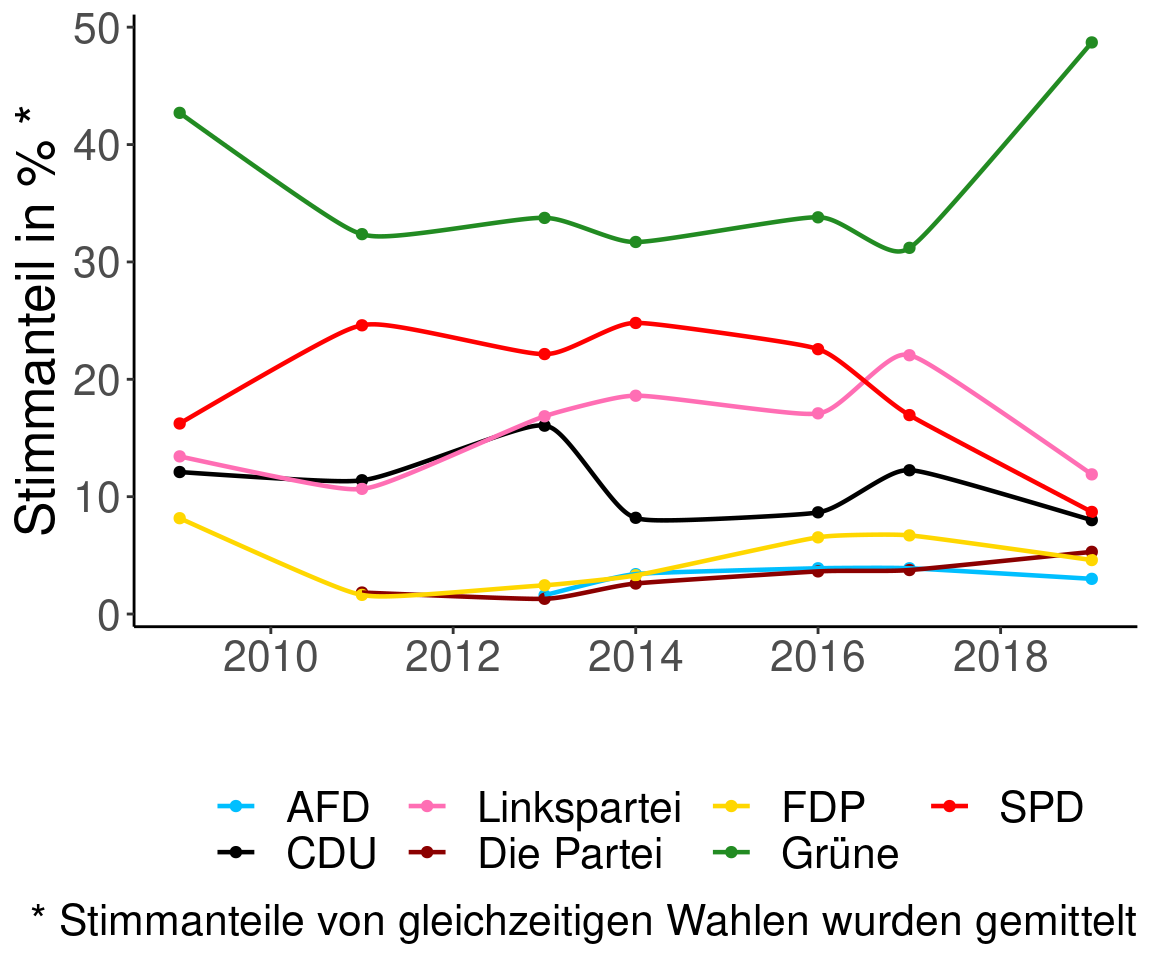 Stimmanteil in % *
50
40
30
20
10
0
2010 2012 2014 2016 2018
AFD Linkspartei FDP SPD
CDU Die Partei Grüne
* Stimmanteile von gleichzeitigen Wahlen wurden gemittelt